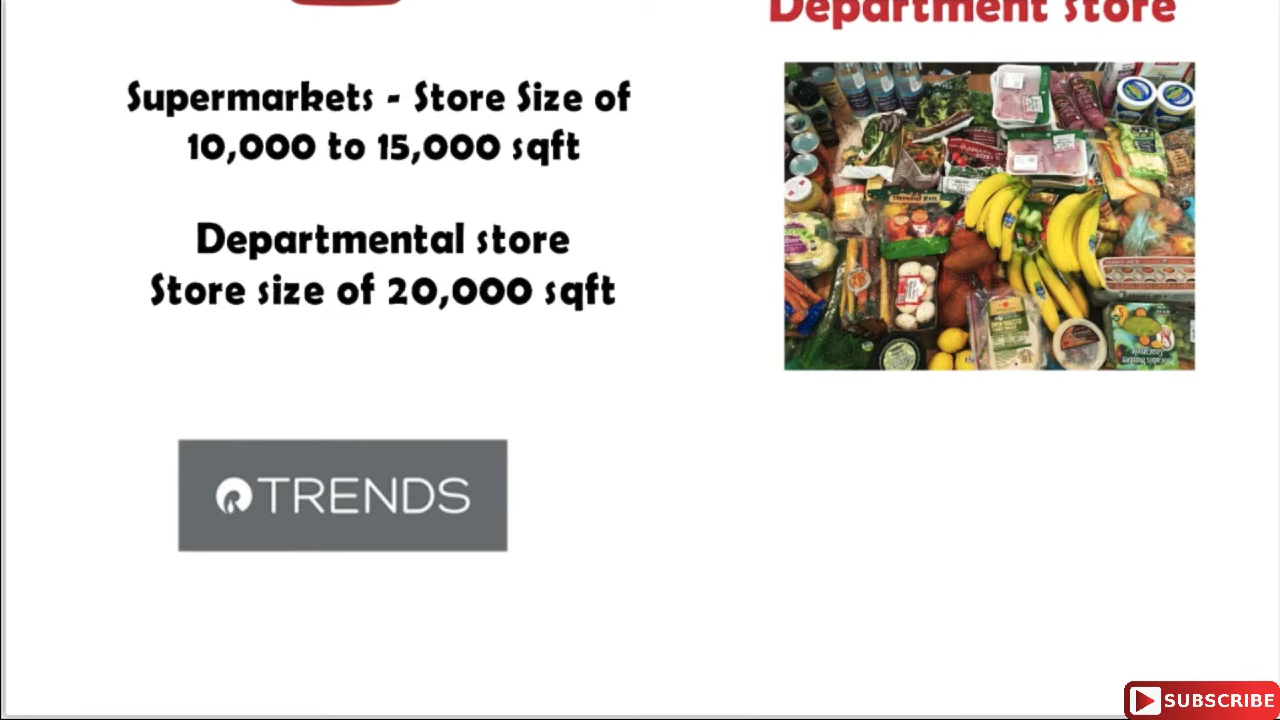 Department store
Supermarkets - Store Size of
10,000 to 15,000 sqft
Departmental store
Store size of 20,000 sqft
TRENDS
SUBSCRIBE